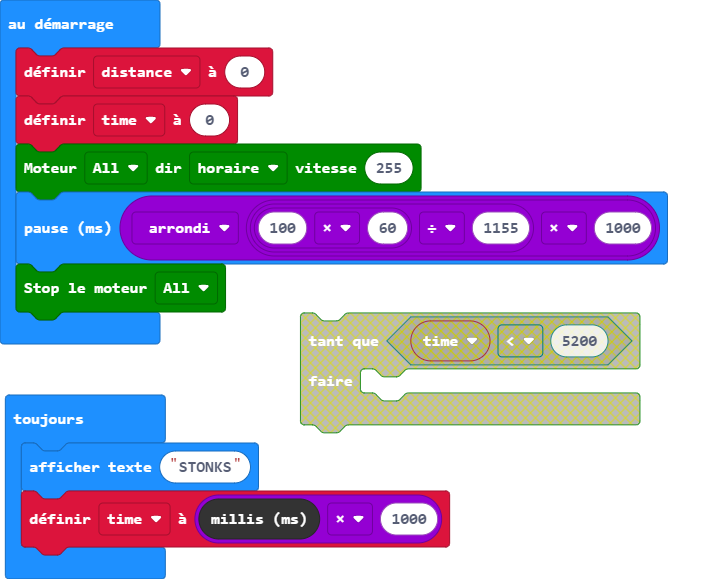 au démarrage
définir distance à 0
définir time à 0
Moteur All dir horaire vitesse 255
pause (ms) arrondi 100 × 60 ÷ 1155 × 1000
Stop le moteur All
tant que time < 5200
faire
toujours
afficher texte "STONKS"
définir time à millis (ms) × 1000